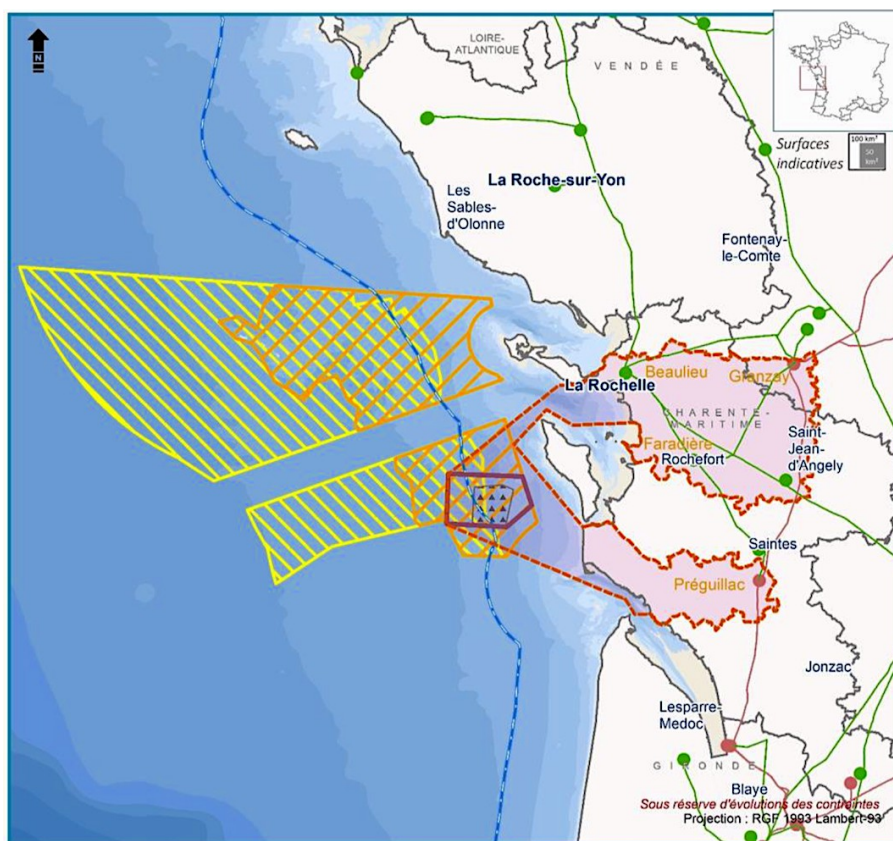 N
LOIRE-
ATLANTIQUE
VENDÉE
Surfaces
indicatives
100 km²
50
km²
La Roche-sur-Yon
Les
Sables-
d'Olonne
Fontenay-
le-Comte
Beaulieu
Granzay
La Rochelle
CHARENTE-
MARITIME
Faradière
Rochefort
Saint-
Jean-
d'Angely
Saintes
Préguillac
Jonzac
Lesparre-
Medoc
GIRONDE
Blaye
Sous réserve d'évolutions des contraintes
Projection : RGF 1993 Lambert-93